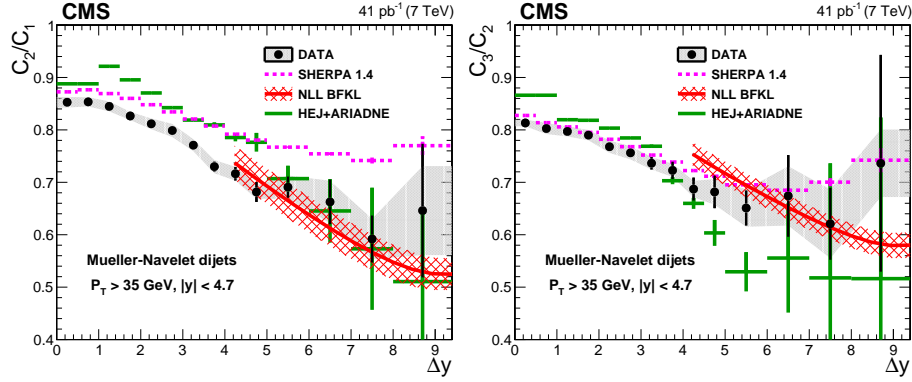 CMS 41 pb⁻¹ (7 TeV)
C₂/C₁
1
0.9
0.8
0.7
0.6
0.5
0.4
DATA
SHERPA 1.4
NLL BFKL
HEJ+ARIADNE
Mueller-Navelet dijets
P_T > 35 GeV, |y| < 4.7
0 1 2 3 4 5 6 7 8 9
Δy
CMS 41 pb⁻¹ (7 TeV)
C₃/C₂
1
0.9
0.8
0.7
0.6
0.5
0.4
DATA
SHERPA 1.4
NLL BFKL
HEJ+ARIADNE
Mueller-Navelet dijets
P_T > 35 GeV, |y| < 4.7
0 1 2 3 4 5 6 7 8 9
Δy